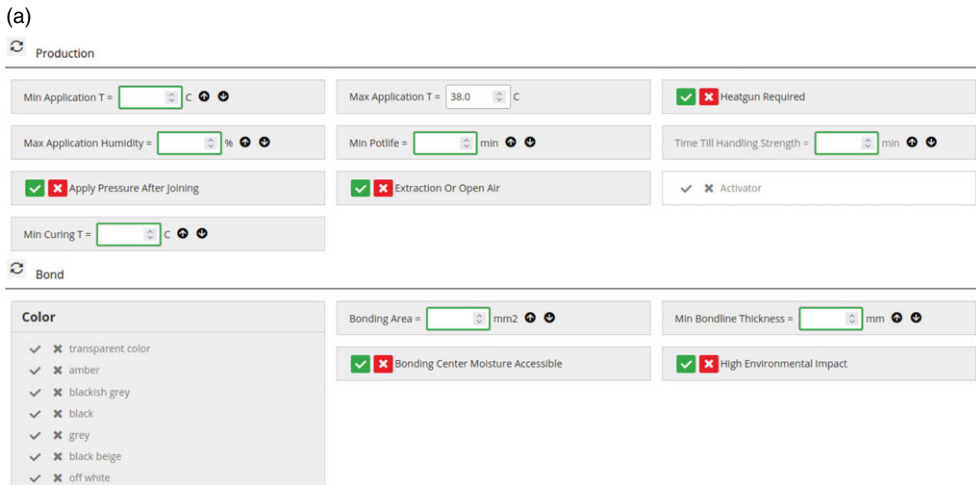 (a)
Production
Min Application T = C
Max Application T = 38.0 C
Heatgun Required
Max Application Humidity = %
Min Potlife = min
Time Till Handling Strength = min
Apply Pressure After Joining
Extraction Or Open Air
Activator
Min Curing T = C
Bond
Color
transparent color
amber
blackish grey
black
grey
black beige
off white
Bonding Area = mm2
Min Bondline Thickness = mm
Bonding Center Moisture Accessible
High Environmental Impact